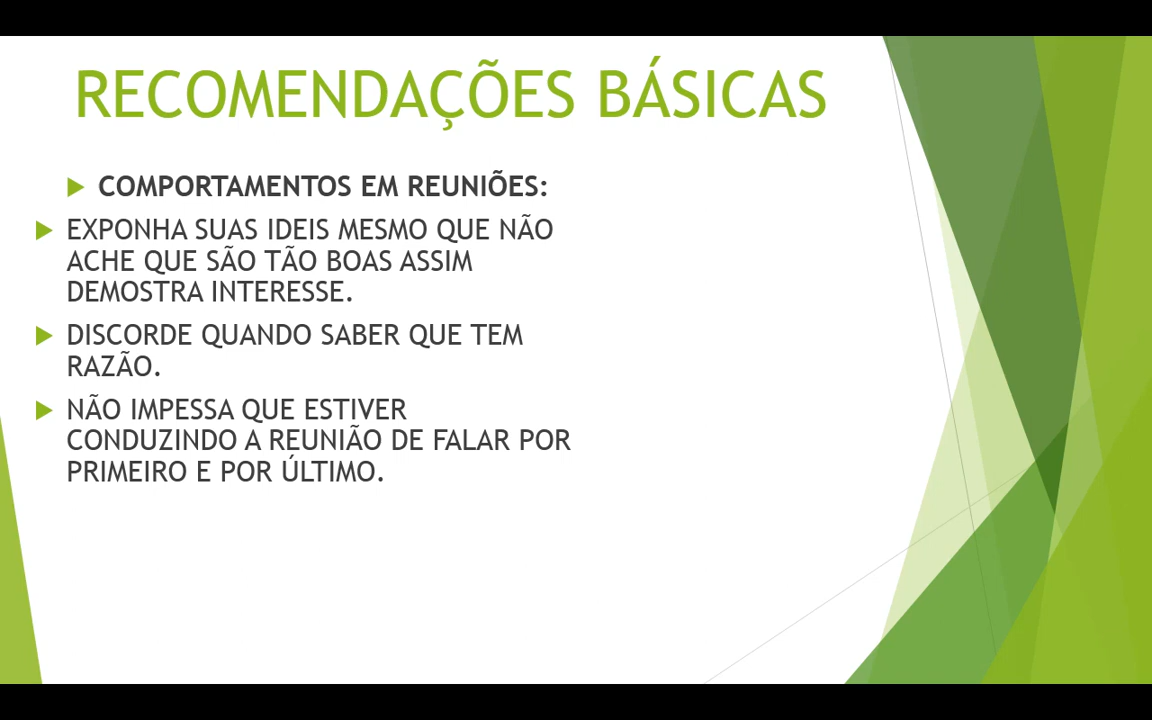 RECOMENDAÇÕES BÁSICAS
COMPORTAMENTOS EM REUNIÕES:
EXPONHA SUAS IDEIS MESMO QUE NÃO
ACHE QUE SÃO TÃO BOAS ASSIM
DEMOSTRA INTERESSE.
DISCORDE QUANDO SABER QUE TEM
RAZÃO.
NÃO IMPESSA QUE ESTIVER
CONDUZINDO A REUNIÃO DE FALAR POR
PRIMEIRO E POR ÚLTIMO.